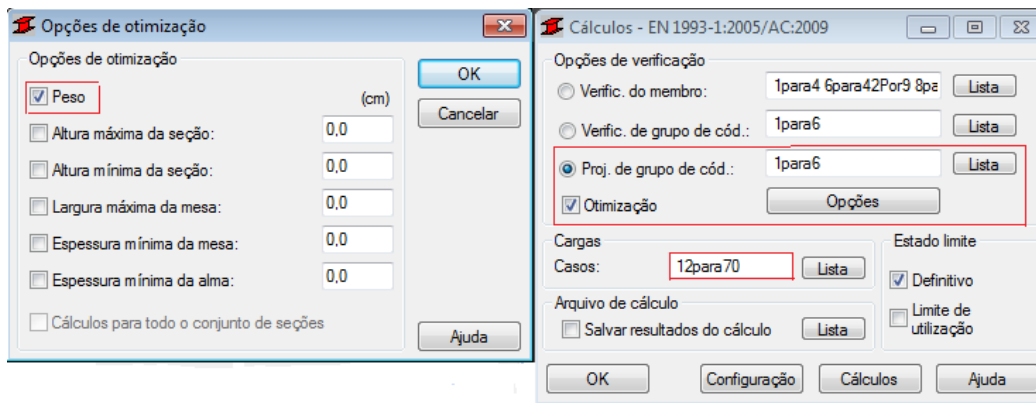 Opções de otimização
Opções de otimização
Peso
(cm)
Altura máxima da seção: 0,0
Altura mínima da seção: 0,0
Largura máxima da mesa: 0,0
Espessura mínima da mesa: 0,0
Espessura mínima da alma: 0,0
Cálculos para todo o conjunto de seções
OK
Cancelar
Ajuda
Cálculos - EN 1993-1:2005/AC:2009
Opções de verificação
Verific. do membro: 1para4 6para42Por9 8pa Lista
Verific. de grupo de cód.: 1para6 Lista
Proj. de grupo de cód.: 1para6 Lista
Otimização Opções
Cargas
Casos: 12para70 Lista
Arquivo de cálculo
Salvar resultados do cálculo Lista
Estado limite
Definitivo
Limite de
utilização
OK Configuração Cálculos Ajuda